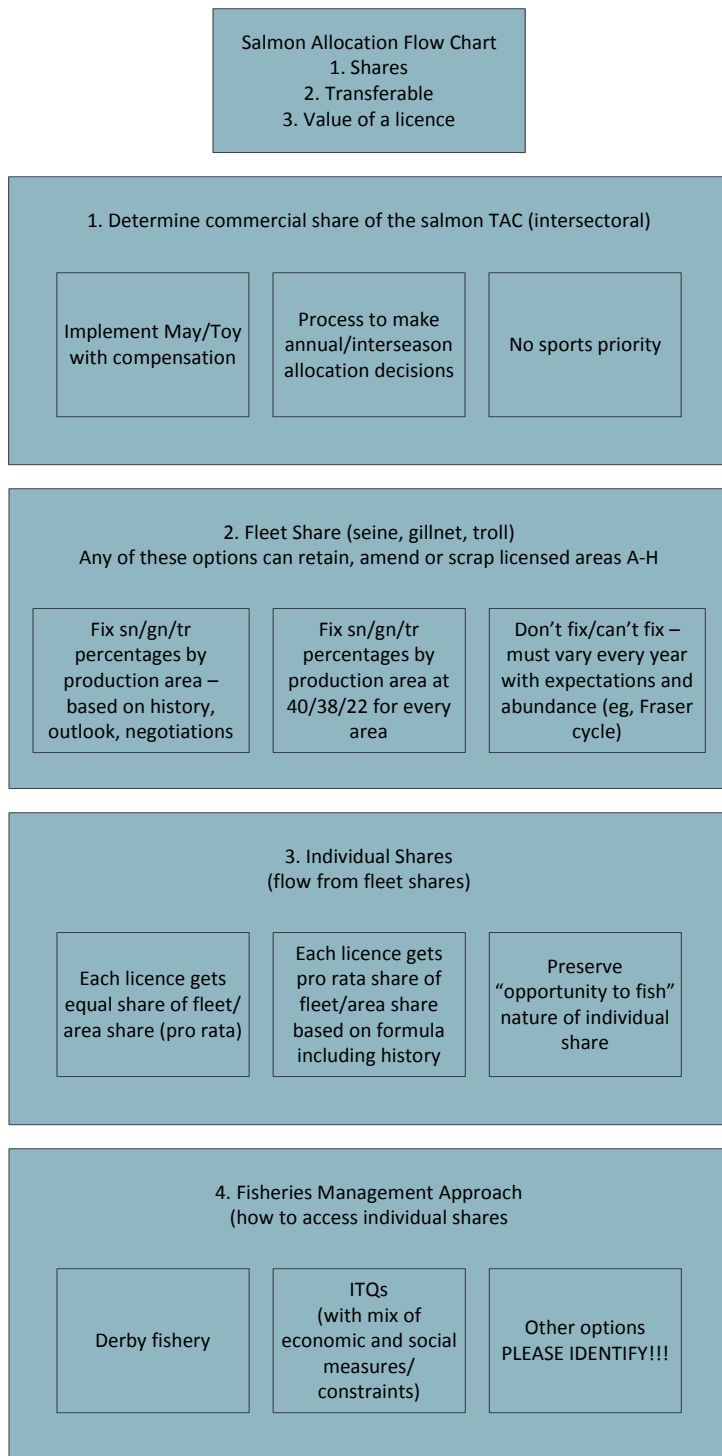 Salmon Allocation Flow Chart
1. Shares
2. Transferable
3. Value of a licence
1. Determine commercial share of the salmon TAC (intersectoral)
Implement May/Toy
with compensation
Process to make
annual/interseason
allocation decisions
No sports priority
2. Fleet Share (seine, gillnet, troll)
Any of these options can retain, amend or scrap licensed areas A-H
Fix sn/gn/tr
percentages by
production area –
based on history,
outlook, negotiations
Fix sn/gn/tr
percentages by
production area at
40/38/22 for every
area
Don’t fix/can’t fix –
must vary every year
with expectations and
abundance (eg, Fraser
cycle)
3. Individual Shares
(flow from fleet shares)
Each licence gets
equal share of fleet/
area share (pro rata)
Each licence gets
pro rata share of
fleet/area share
based on formula
including history
Preserve
“opportunity to fish”
nature of individual
share
4. Fisheries Management Approach
(how to access individual shares
Derby fishery
ITQs
(with mix of
economic and social
measures/
constraints)
Other options
PLEASE IDENTIFY!!!